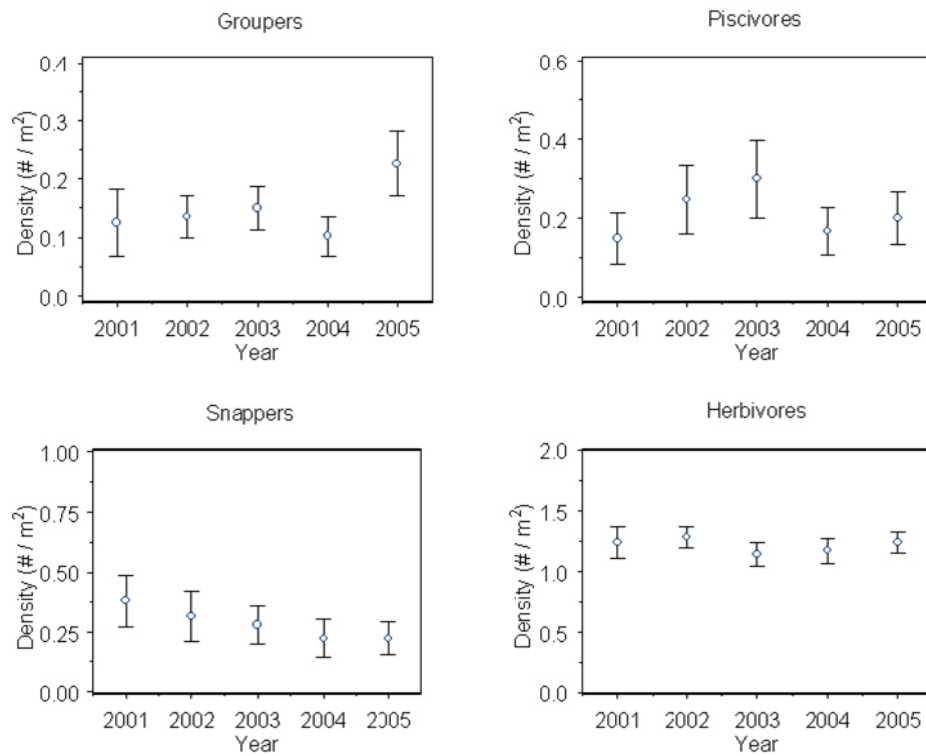 Groupers
Density (# / m²)
0.4
0.3
0.2
0.1
0.0
2001 2002 2003 2004 2005
Year
Piscivores
Density (# / m²)
0.6
0.4
0.2
0.0
2001 2002 2003 2004 2005
Year
Snappers
Density (# / m²)
1.00
0.75
0.50
0.25
0.00
2001 2002 2003 2004 2005
Year
Herbivores
Density (# / m²)
2.0
1.5
1.0
0.5
0.0
2001 2002 2003 2004 2005
Year